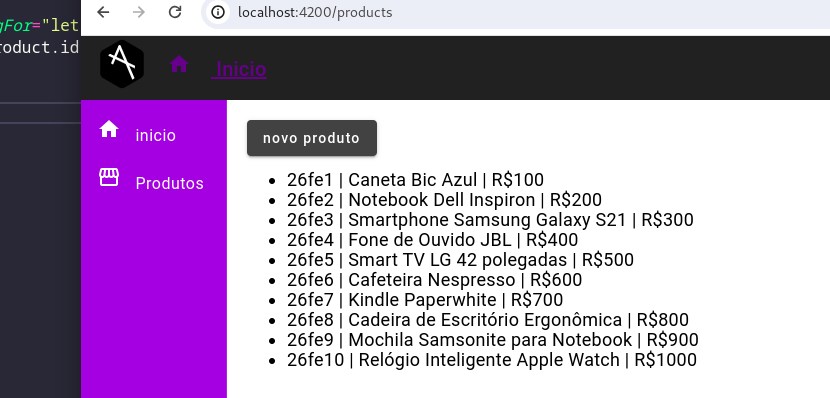 localhost:4200/products
gFor="let
roduct.id
Inicio
inicio
Produtos
novo produto
• 26fe1 | Caneta Bic Azul | R$100
• 26fe2 | Notebook Dell Inspiron | R$200
• 26fe3 | Smartphone Samsung Galaxy S21 | R$300
• 26fe4 | Fone de Ouvido JBL | R$400
• 26fe5 | Smart TV LG 42 polegadas | R$500
• 26fe6 | Cafeteira Nespresso | R$600
• 26fe7 | Kindle Paperwhite | R$700
• 26fe8 | Cadeira de Escritório Ergonômica | R$800
• 26fe9 | Mochila Samsonite para Notebook | R$900
• 26fe10 | Relógio Inteligente Apple Watch | R$1000